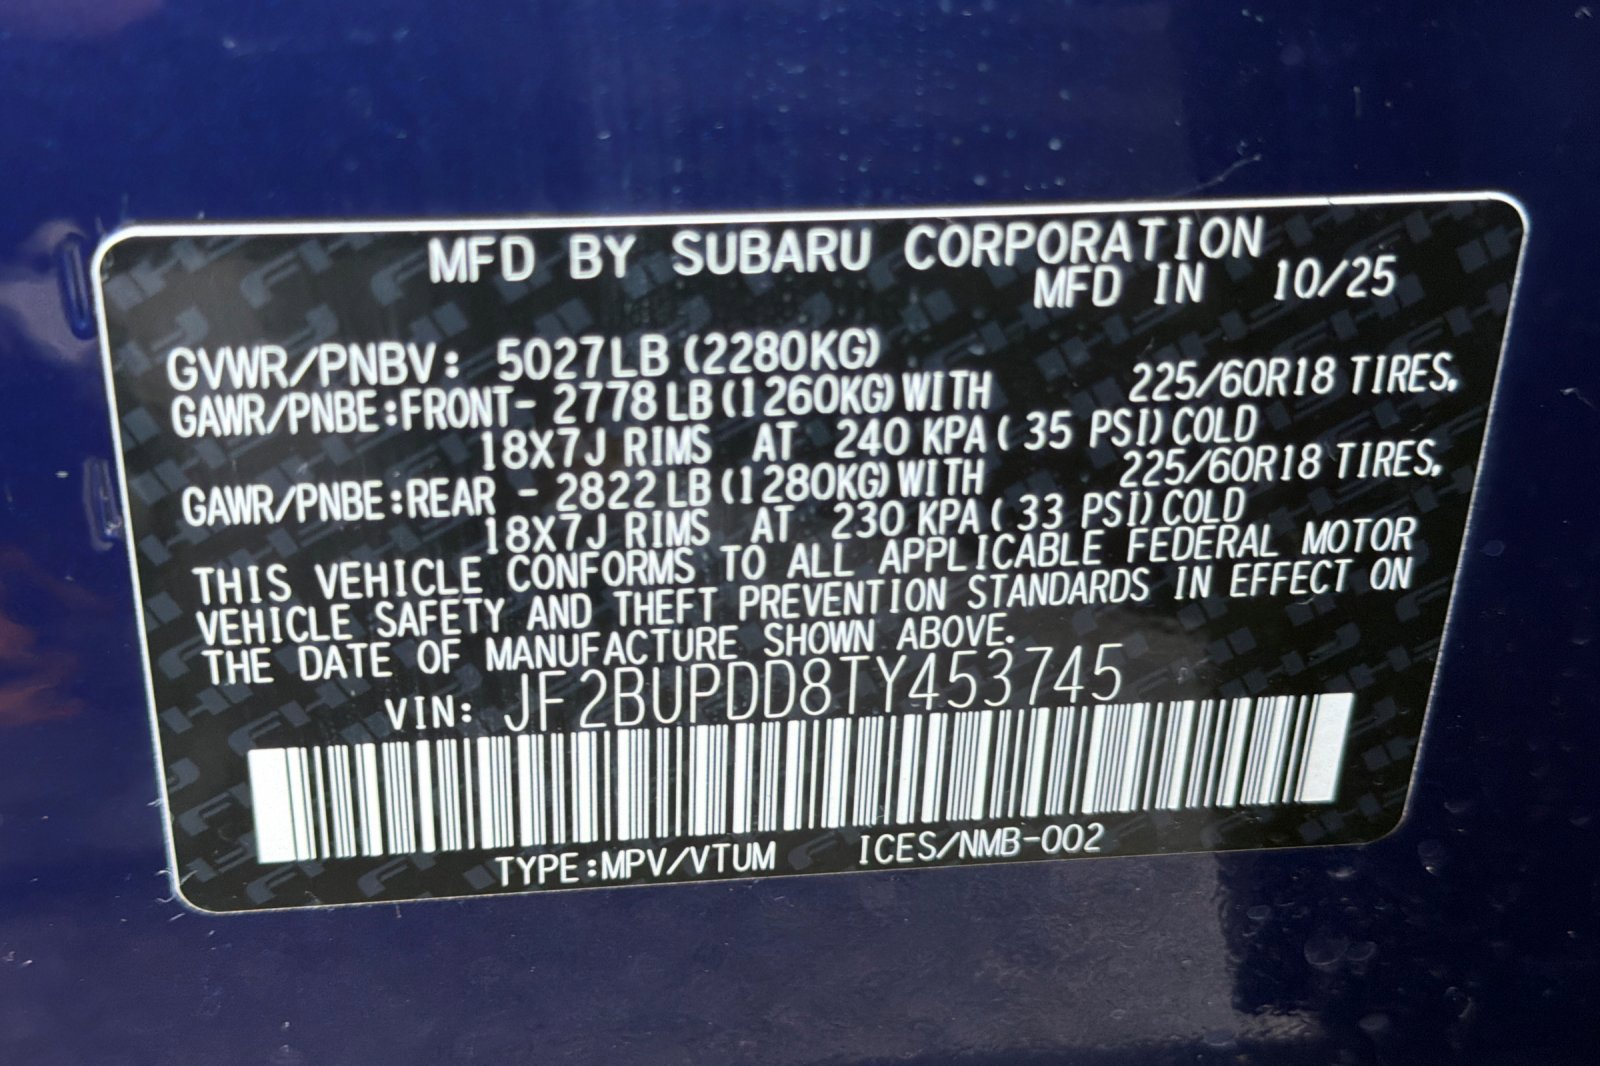 MFD BY SUBARU CORPORATION
MFD IN 10/25
GVWR/PNBV: 5027LB (2280KG)
GAWR/PNBE:FRONT- 2778 LB (1260KG) WITH 225/60R18 TIRES,
18X7J RIMS AT 240 KPA ( 35 PSI) COLD
GAWR/PNBE:REAR - 2822 LB (1280KG) WITH 225/60R18 TIRES,
18X7J RIMS AT 230 KPA ( 33 PSI) COLD
THIS VEHICLE CONFORMS TO ALL APPLICABLE FEDERAL MOTOR
VEHICLE SAFETY AND THEFT PREVENTION STANDARDS IN EFFECT ON
THE DATE OF MANUFACTURE SHOWN ABOVE.
VIN: JF2BUPDD8TY453745
TYPE:MPV/VTUM ICES/NMB-002